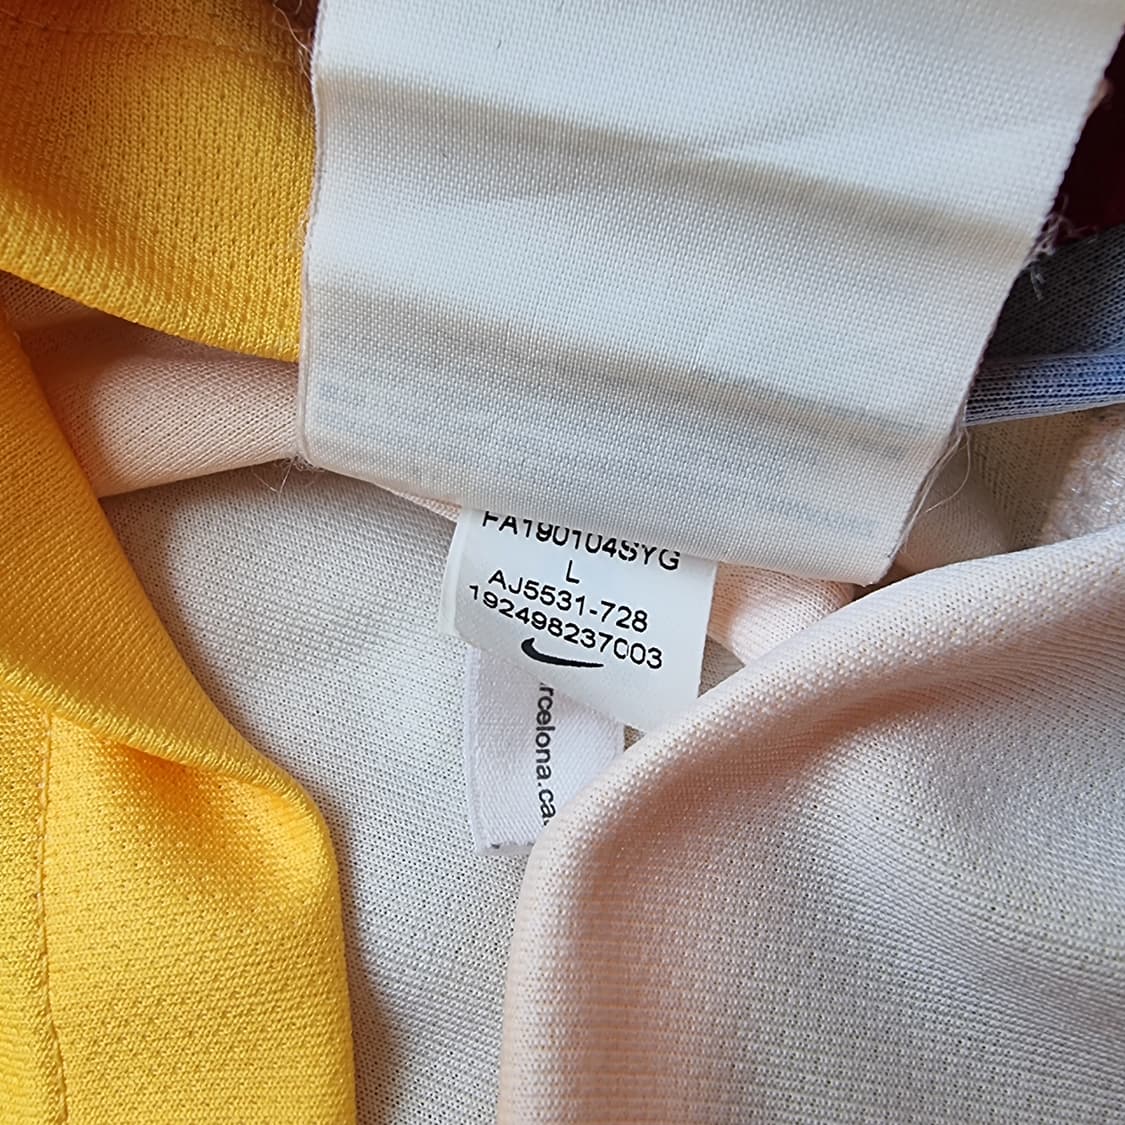 FA190104SYG
L
AJ5531-728
192498237003
rcelona.ca